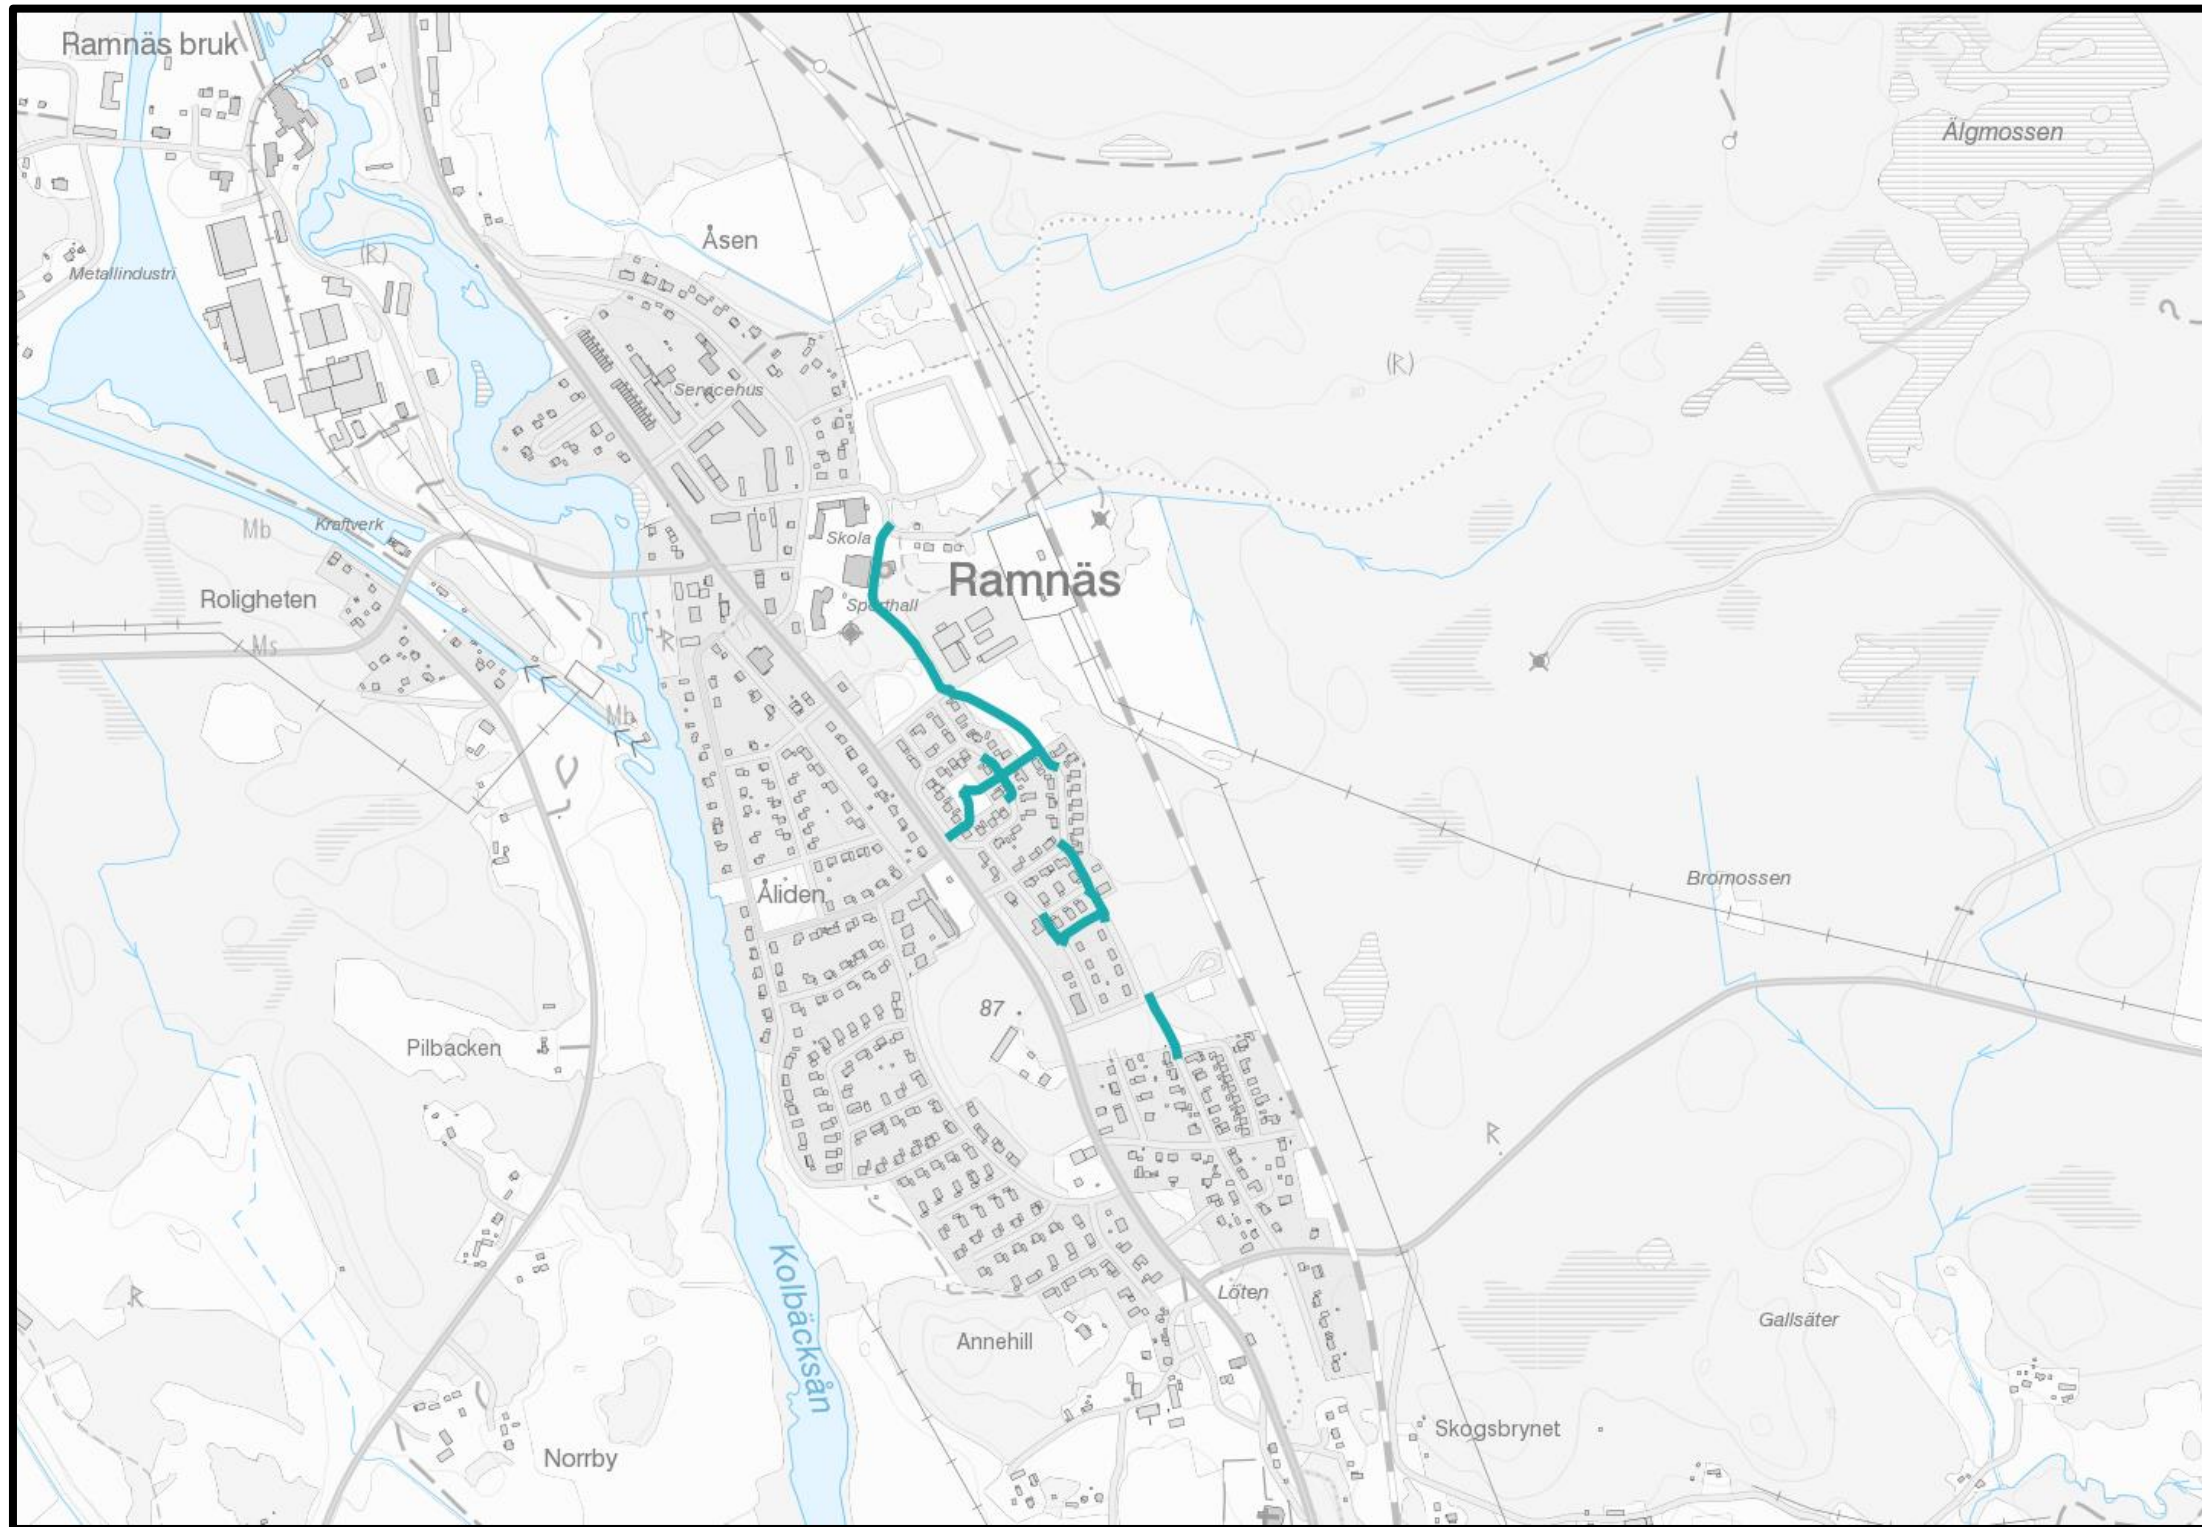 Ramnäs bruk
Älgmossen
Åsen
(R)
Metallindustri
(R)
Servicehus
Mb
Kraftverk
Skola
Ramnäs
Roligheten
Sporthall
R
Ms
Mb
Bromossen
Åliden
87
Pilbacken
R
Kolbäcksån
R
Löten
Gallsäter
Annehill
Skogsbrynet
Norrby